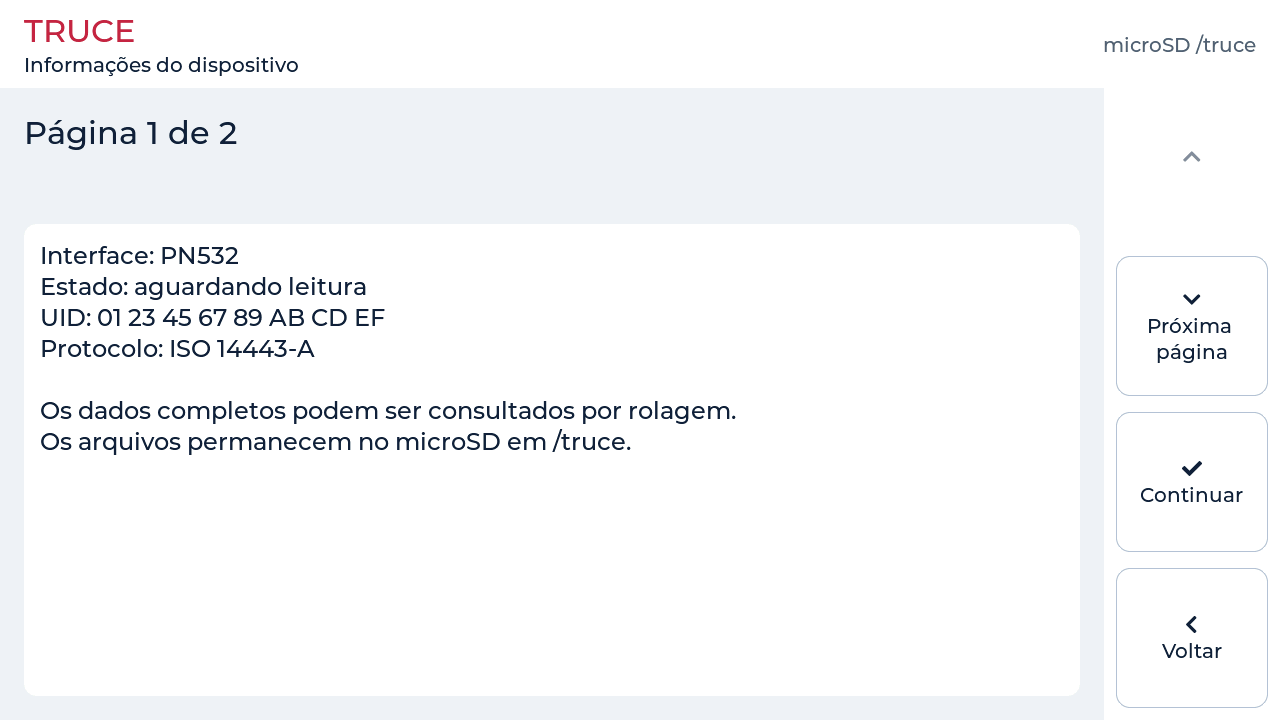 TRUCE
Informações do dispositivo
microSD /truce
Página 1 de 2
Interface: PN532
Estado: aguardando leitura
UID: 01 23 45 67 89 AB CD EF
Protocolo: ISO 14443-A
Os dados completos podem ser consultados por rolagem.
Os arquivos permanecem no microSD em /truce.
Próxima
página
Continuar
Voltar